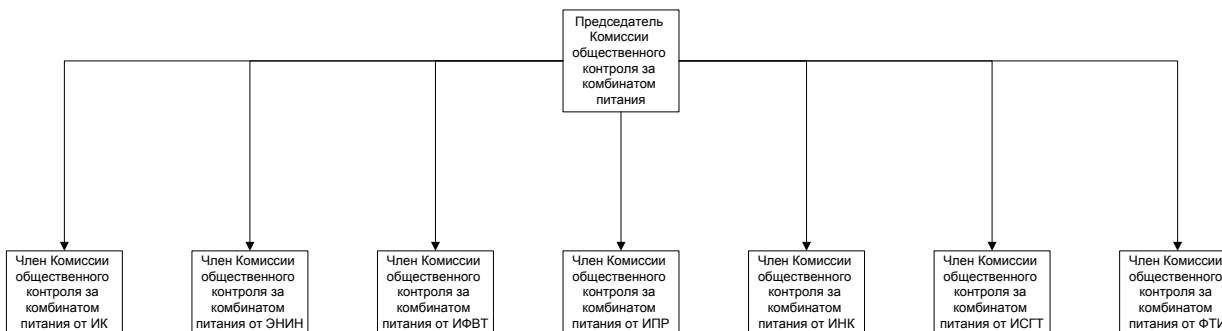 Председатель
Комиссии
общественного
контроля за
комбинатом
питания
Член Комиссии
общественного
контроля за
комбинатом
питания от ИК
Член Комиссии
общественного
контроля за
комбинатом
питания от ЭНИН
Член Комиссии
общественного
контроля за
комбинатом
питания от ИФВТ
Член Комиссии
общественного
контроля за
комбинатом
питания от ИПР
Член Комиссии
общественного
контроля за
комбинатом
питания от ИНК
Член Комиссии
общественного
контроля за
комбинатом
питания от ИСГТ
Член Комиссии
общественного
контроля за
комбинатом
питания от ФТИ